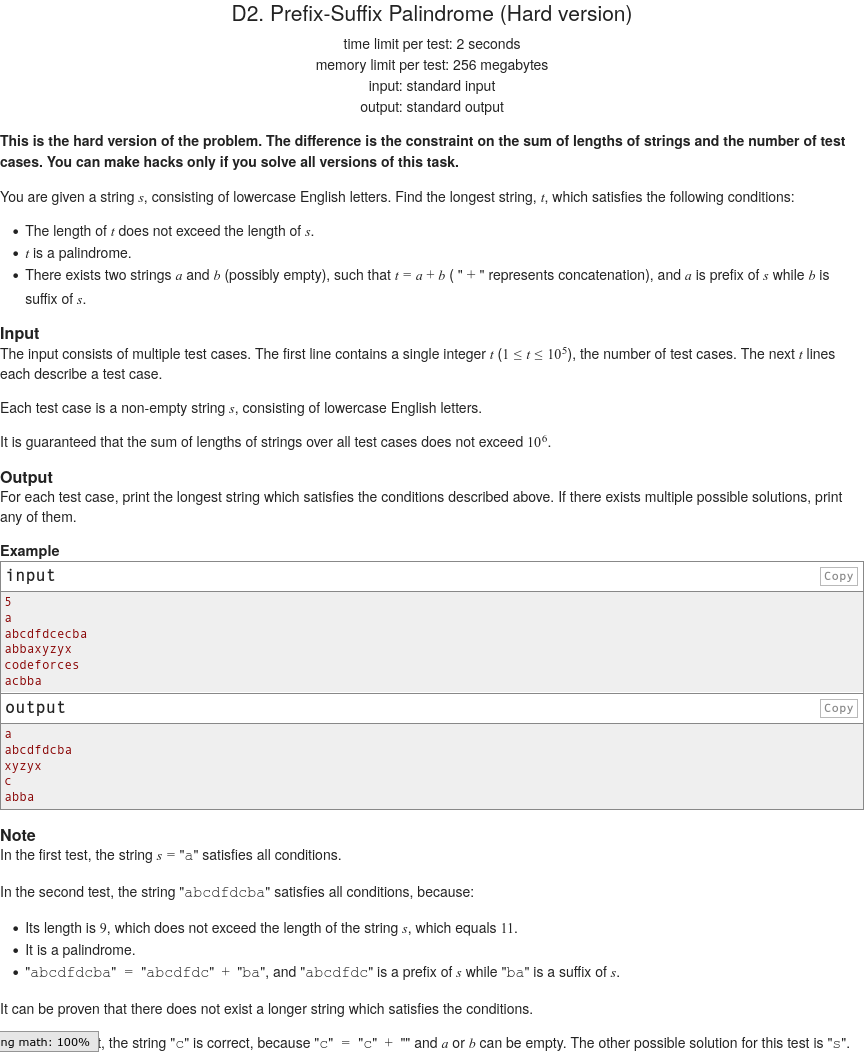 D2. Prefix-Suffix Palindrome (Hard version)
time limit per test: 2 seconds
memory limit per test: 256 megabytes
input: standard input
output: standard output
This is the hard version of the problem. The difference is the constraint on the sum of lengths of strings and the number of test
cases. You can make hacks only if you solve all versions of this task.
You are given a string s, consisting of lowercase English letters. Find the longest string, t, which satisfies the following conditions:
• The length of t does not exceed the length of s.
• t is a palindrome.
• There exists two strings a and b (possibly empty), such that t = a + b ( " + " represents concatenation), and a is prefix of s while b is
suffix of s.
Input
The input consists of multiple test cases. The first line contains a single integer t (1 ≤ t ≤ 10⁵), the number of test cases. The next t lines
each describe a test case.
Each test case is a non-empty string s, consisting of lowercase English letters.
It is guaranteed that the sum of lengths of strings over all test cases does not exceed 10⁶.
Output
For each test case, print the longest string which satisfies the conditions described above. If there exists multiple possible solutions, print
any of them.
Example
input Copy
5
a
abcdfdcecba
abbaxyzyx
codeforces
acbba
output Copy
a
abcdfdcba
xyzyx
c
abba
Note
In the first test, the string s = "a" satisfies all conditions.
In the second test, the string "abcdfdcba" satisfies all conditions, because:
• Its length is 9, which does not exceed the length of the string s, which equals 11.
• It is a palindrome.
• "abcdfdcba" = "abcdfdc" + "ba", and "abcdfdc" is a prefix of s while "ba" is a suffix of s.
It can be proven that there does not exist a longer string which satisfies the conditions.
ng math: 100% t, the string "c" is correct, because "c" = "c" + "" and a or b can be empty. The other possible solution for this test is "s".